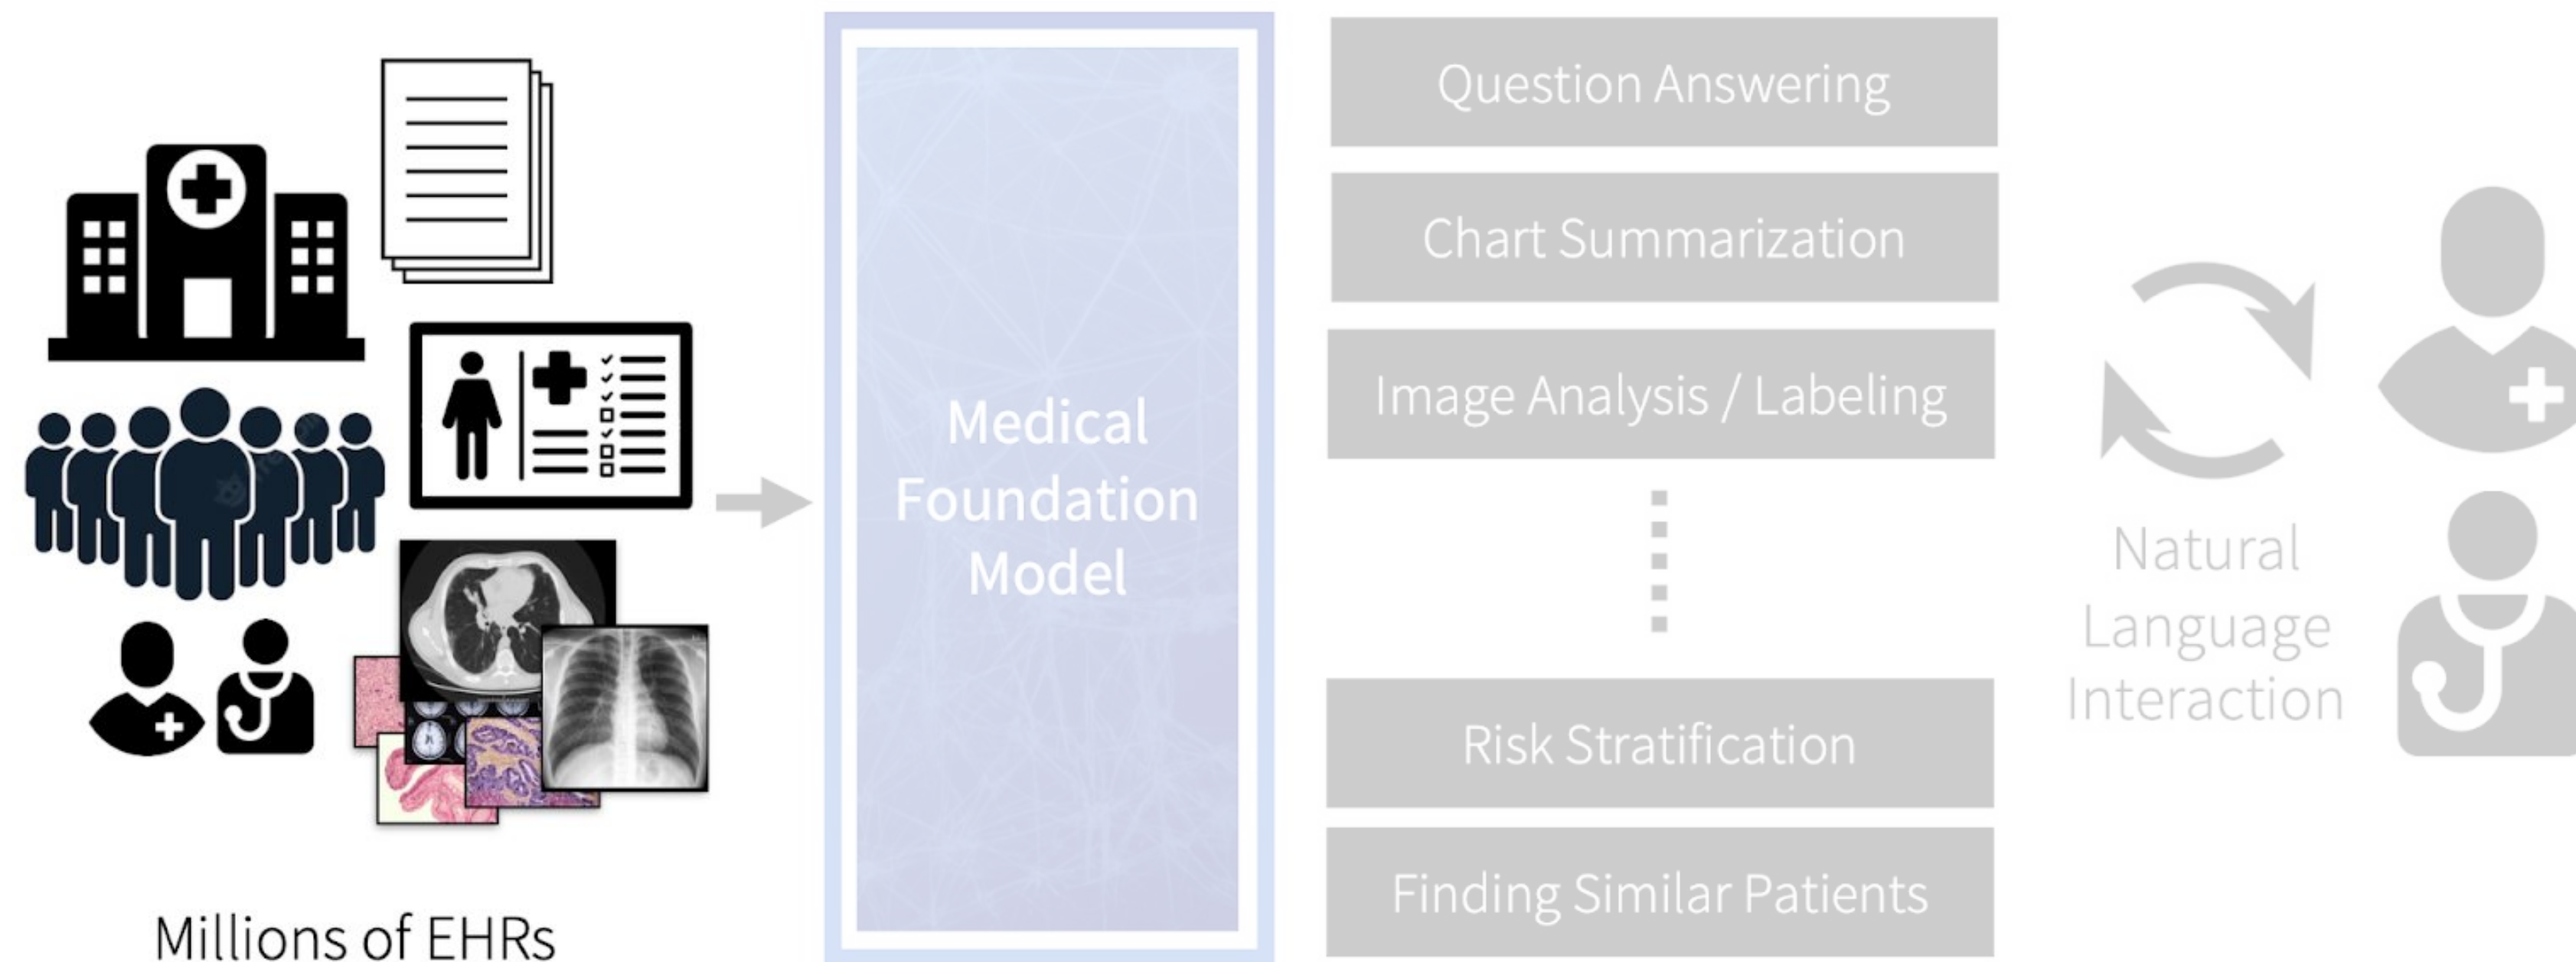 Question Answering
Chart Summarization
Image Analysis / Labeling
Medical
Foundation
Model
Natural
Language
Interaction
Risk Stratification
Finding Similar Patients
Millions of EHRs